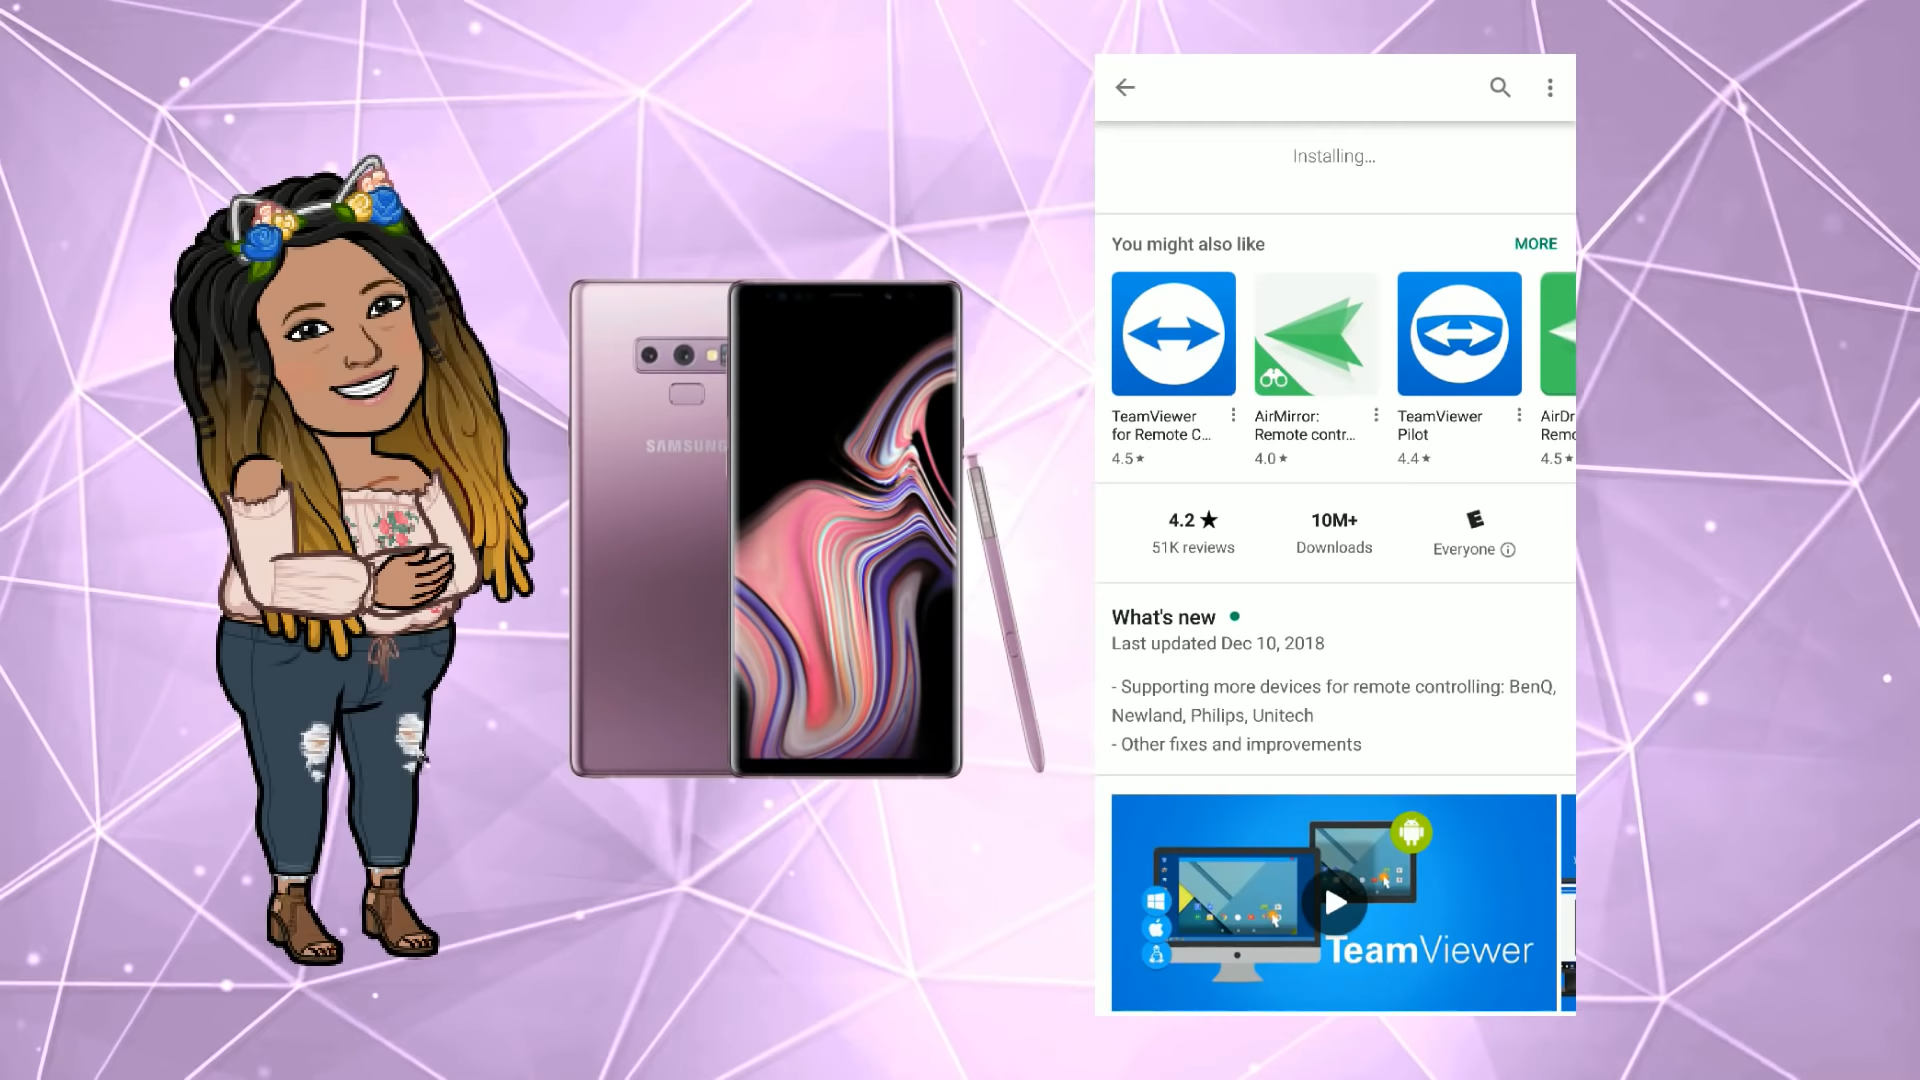 SAMSUNG
Installing...
You might also like
MORE
TeamViewer
for Remote C...
4.5★
AirMirror:
Remote contr...
4.0★
TeamViewer
Pilot
4.4★
AirDr
Remo
4.5★
4.2★
51K reviews
10M+
Downloads
E
Everyone
What's new
Last updated Dec 10, 2018
- Supporting more devices for remote controlling: BenQ,
Newland, Philips, Unitech
- Other fixes and improvements
TeamViewer